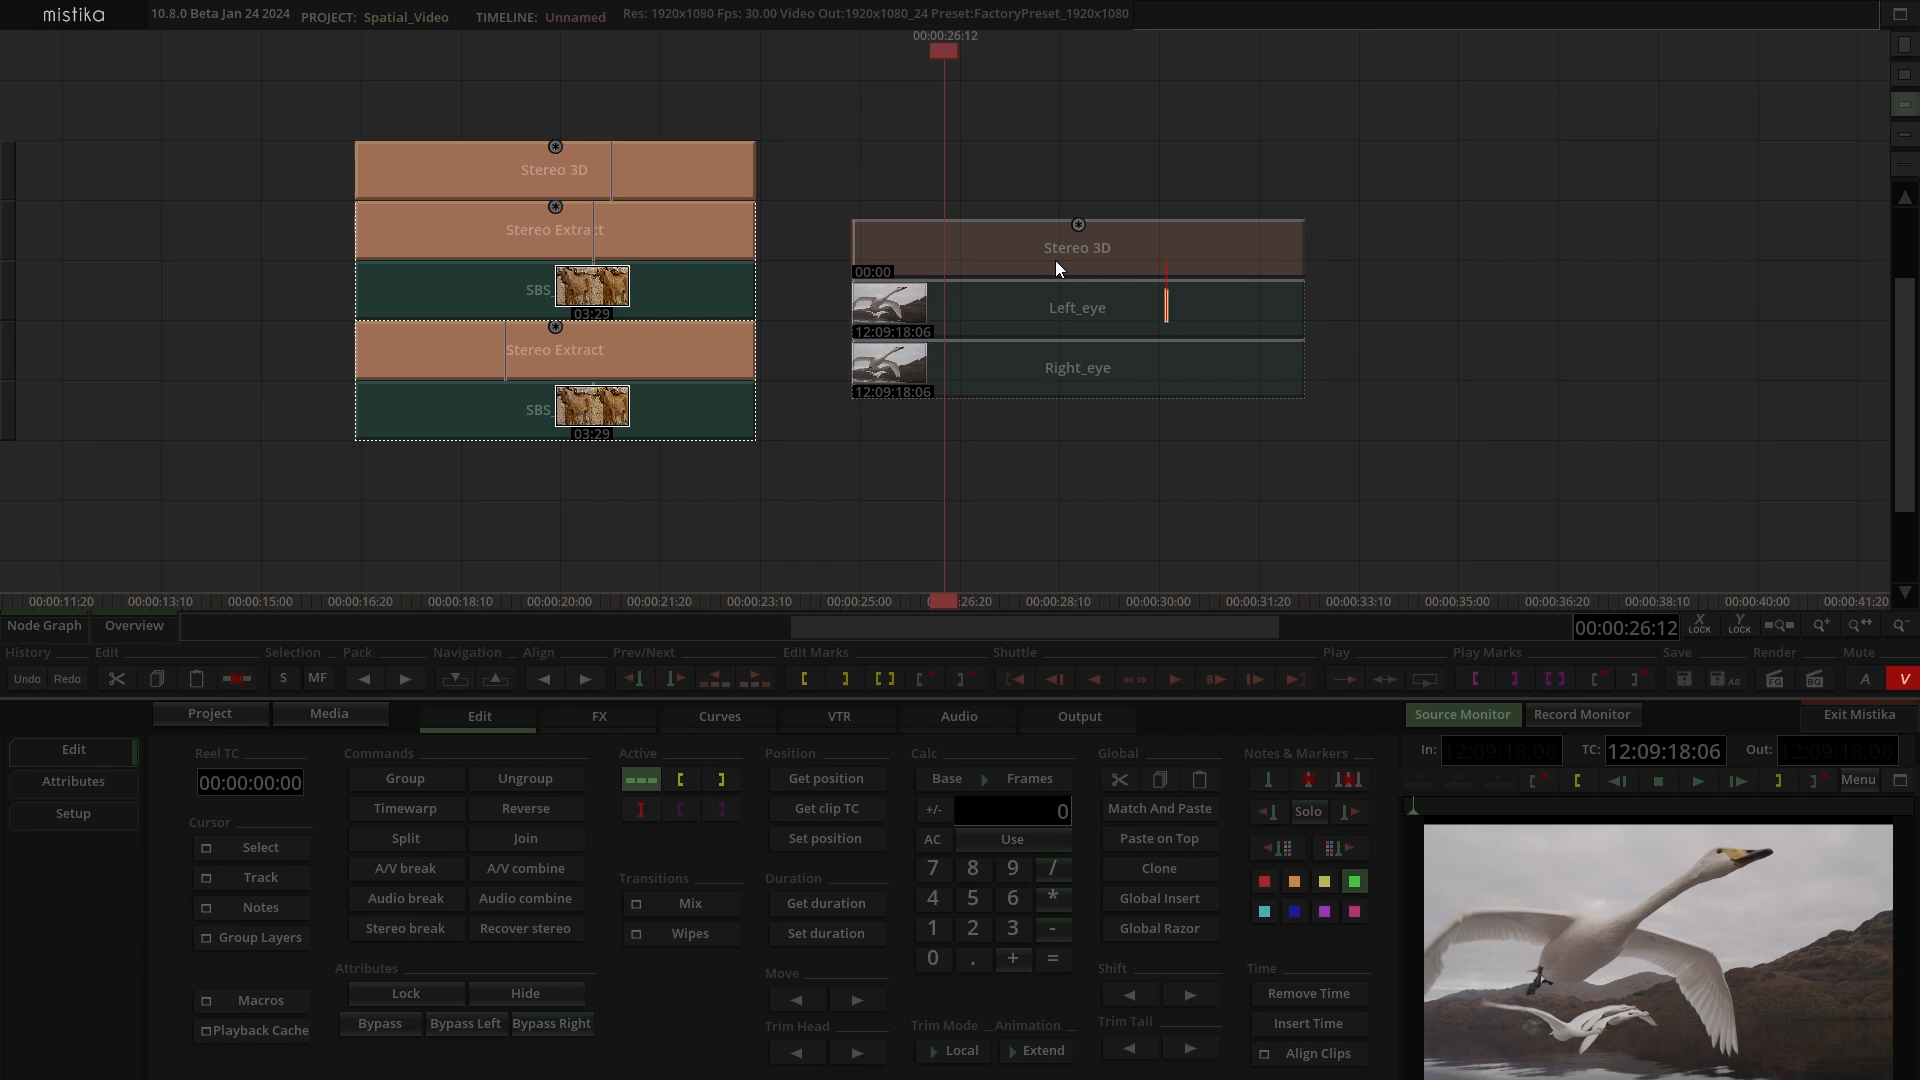 mistika 10.8.0 Beta Jan 24 2024 PROJECT: Spatial_Video TIMELINE: Unnamed Res: 1920x1080 Fps: 30.00 Video Out:1920x1080_24 Preset:FactoryPreset_1920x1080
00:00:26:12
Stereo 3D
Stereo Extract
SBS_
03:29
Stereo Extract
SBS_
03:29
Stereo 3D
00:00
Left_eye
12:09:18:06
Right_eye
12:09:18:06
00:00:11:20 00:00:13:10 00:00:15:00 00:00:16:20 00:00:18:10 00:00:20:00 00:00:21:20 00:00:23:10 00:00:25:00 :26:20 00:00:28:10 00:00:30:00 00:00:31:20 00:00:33:10 00:00:35:00 00:00:36:20 00:00:38:10 00:00:40:00 00:00:41:20
Node Graph Overview 00:00:26:12 X LOCK Y LOCK
History Edit Selection Pack Navigation Align Prev/Next Edit Marks Shuttle Play Play Marks Save Render Mute
Undo Redo S MF AS FG BG A V
Project Media Edit FX Curves VTR Audio Output Source Monitor Record Monitor Exit Mistika
Edit Reel TC Commands Active Position Calc Global Notes & Markers In: 12:09:18:06 TC: 12:09:18:06 Out: 12:09:18:06
Attributes 00:00:00:00 Group Ungroup Get position Base Frames Menu
Setup Timewarp Reverse Get clip TC +/- 0 Match And Paste Solo
Cursor Split Join Set position AC Use Paste on Top
Select A/V break A/V combine 7 8 9 / Clone
Track Transitions Duration
Notes Audio break Audio combine Mix Get duration 4 5 6 * Global Insert
Group Layers Stereo break Recover stereo Wipes Set duration 1 2 3 - Global Razor
Attributes Move 0 . + = Shift Time
Macros Lock Hide Remove Time
Playback Cache Bypass Bypass Left Bypass Right Trim Head Trim Mode Animation Trim Tail Insert Time
Local Extend Align Clips